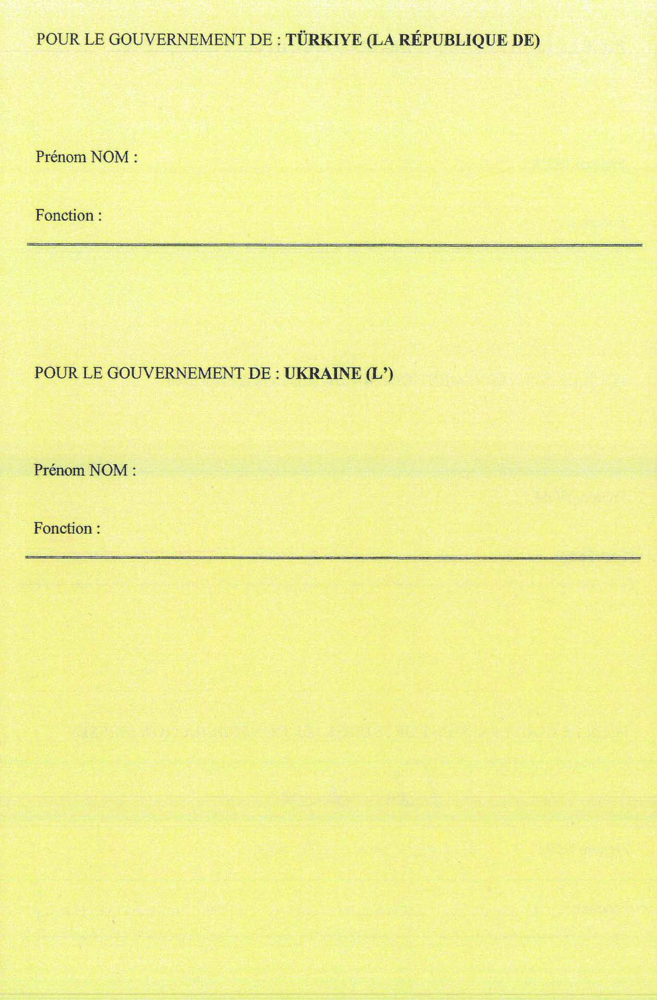 POUR LE GOUVERNEMENT DE : TÜRKIYE (LA RÉPUBLIQUE DE)
Prénom NOM :
Fonction :
POUR LE GOUVERNEMENT DE : UKRAINE (L’)
Prénom NOM :
Fonction :